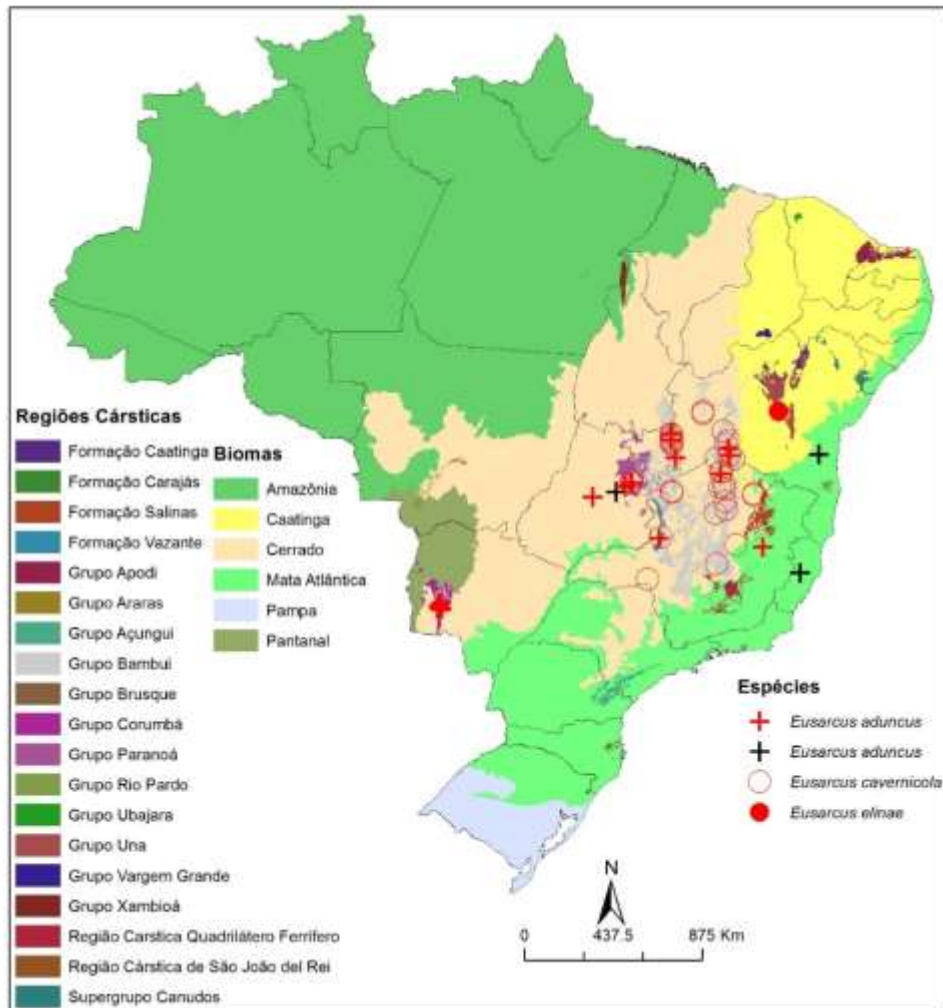 Regiões Cársticas
Formação Caatinga
Formação Carajás
Formação Salinas
Formação Vazante
Grupo Apodi
Grupo Araras
Grupo Açungui
Grupo Bambui
Grupo Brusque
Grupo Corumbá
Grupo Paranoá
Grupo Rio Pardo
Grupo Ubajara
Grupo Una
Grupo Vargem Grande
Grupo Xambioá
Região Carstica Quadrilátero Ferrífero
Região Cárstica de São João del Rei
Supergrupo Canudos
Biomas
Amazônia
Caatinga
Cerrado
Mata Atlântica
Pampa
Pantanal
Espécies
Eusarcus aduncus
Eusarcus aduncus
Eusarcus cavernicola
Eusarcus elinae
N
0 437.5 875 Km